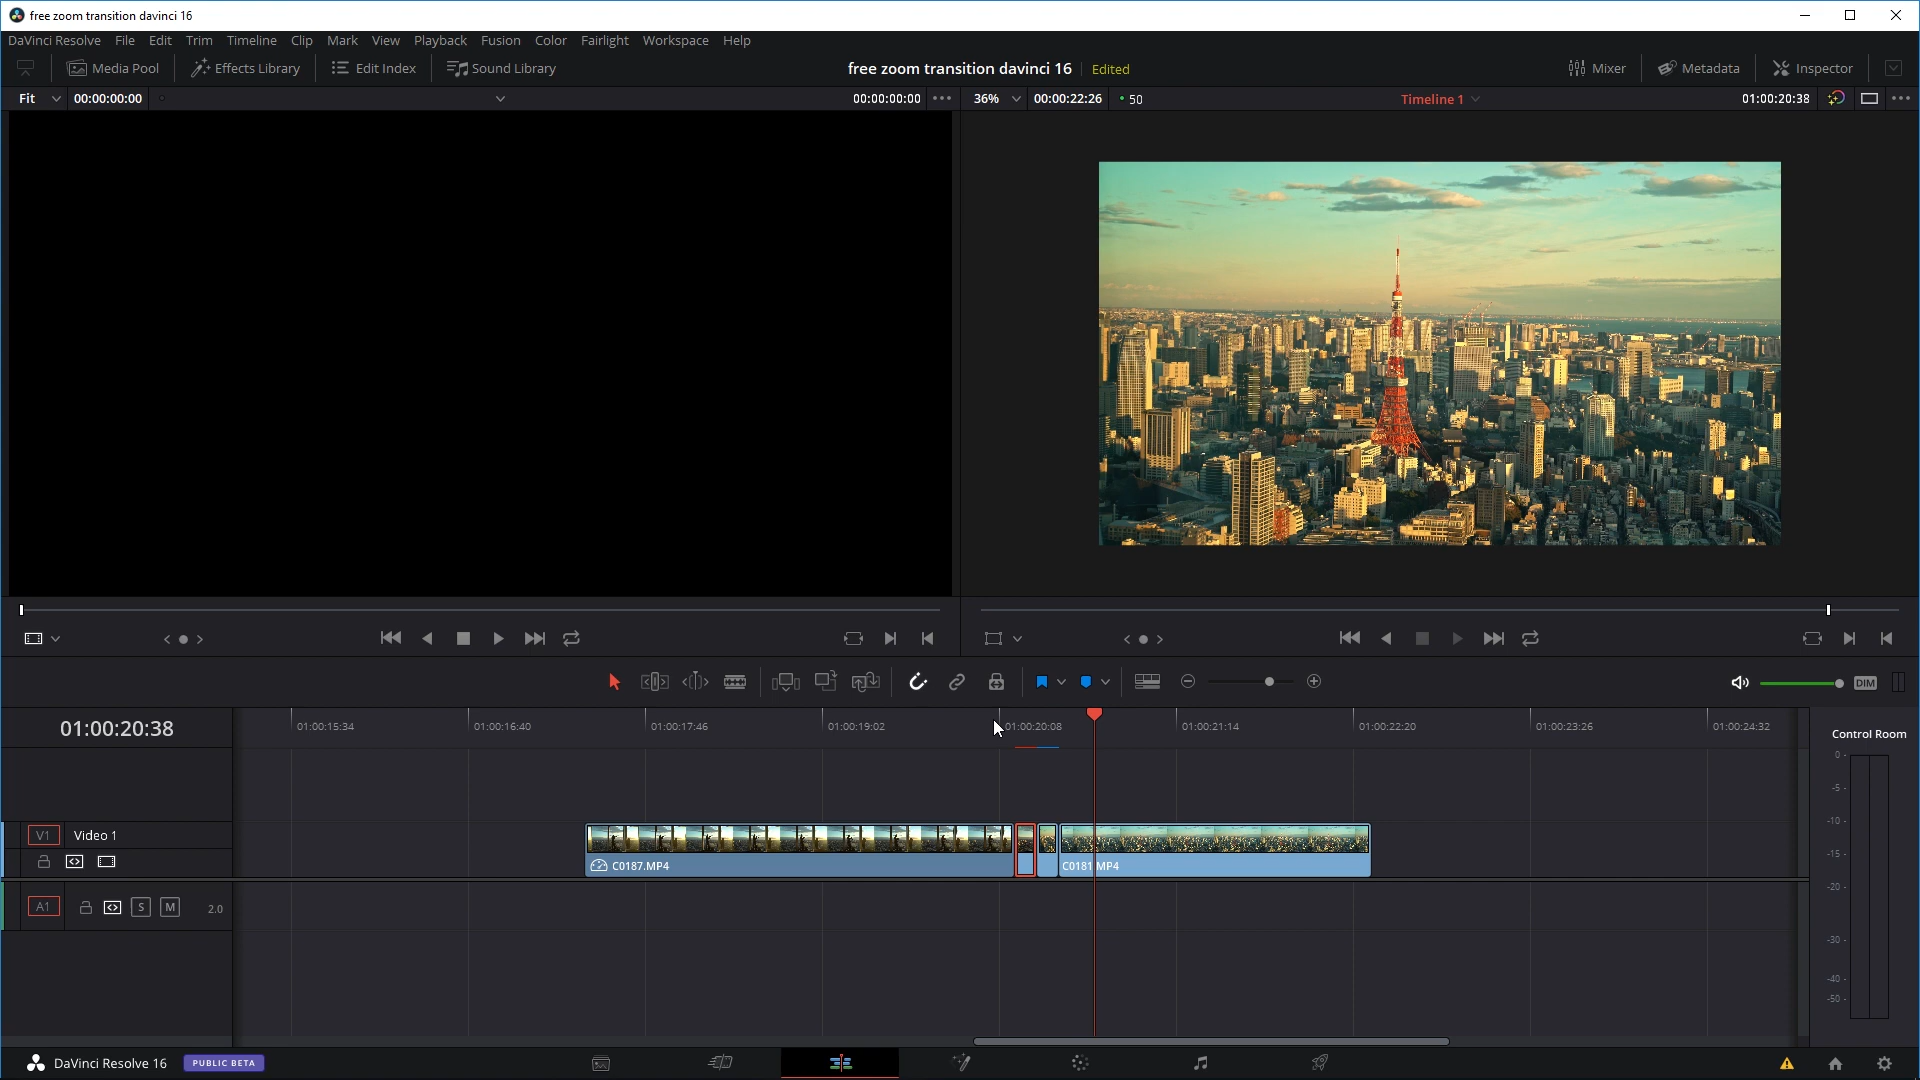 free zoom transition davinci 16
DaVinci Resolve File Edit Trim Timeline Clip Mark View Playback Fusion Color Fairlight Workspace Help
Media Pool Effects Library Edit Index Sound Library free zoom transition davinci 16 Edited Mixer Metadata Inspector
Fit 00:00:00:00 00:00:00:00 36% 00:00:22:26 50 Timeline 1 01:00:20:38
DIM
01:00:20:38 01:00:15:34 01:00:16:40 01:00:17:46 01:00:19:02 01:00:20:08 01:00:21:14 01:00:22:20 01:00:23:26 01:00:24:32 Control Room
0
-5
-10
-15
-20
-30
-40
-50
V1 Video 1
C0187.MP4 C0181.MP4
A1 S M 2.0
DaVinci Resolve 16 PUBLIC BETA